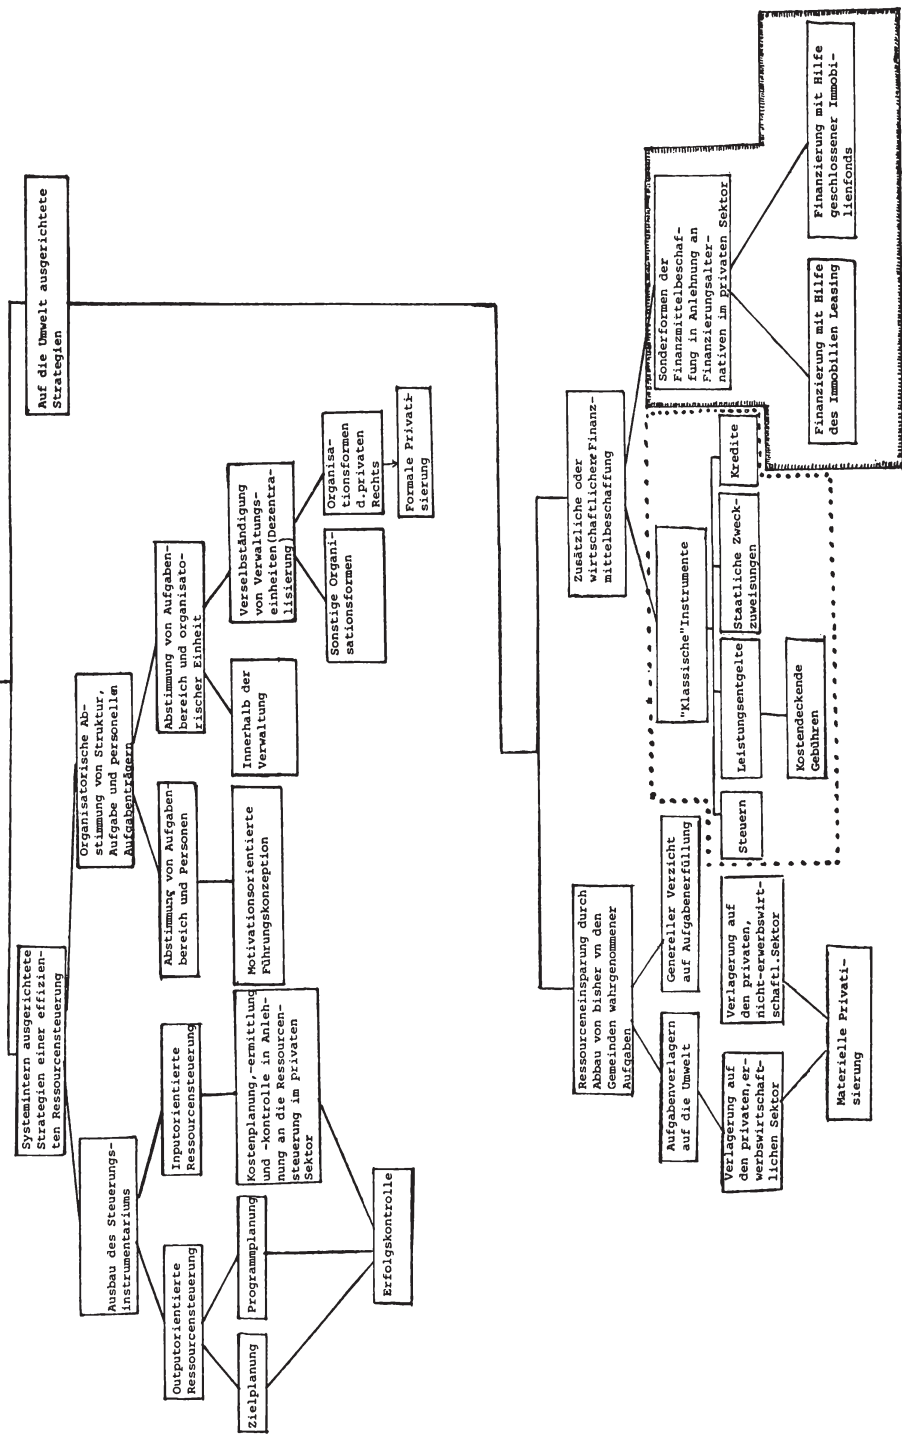 Systemintern ausgerichtete
Strategien einer effizien-
ten Ressourcensteuerung
Auf die Umwelt ausgerichtete
Strategien
Ausbau des Steuerungs-
instrumentariums
Organisatorische Ab-
stimmung von Struktur,
Aufgabe und personellen
Aufgabenträgern
Outputorientierte
Ressourcensteuerung
Inputorientierte
Ressourcensteuerung
Abstimmung von Aufgaben-
bereich und Personen
Abstimmung von Aufgaben-
bereich und organisato-
rischer Einheit
Zielplanung
Programmplanung
Kostenplanung,-ermittlung
und -kontrolle in Anleh-
nung an die Ressourcen-
steuerung im privaten
Sektor
Motivationsorientierte
Führungskonzeption
Innerhalb der
Verwaltung
Verselbständigung
von Verwaltungs-
einheiten(Dezentra-
lisierung)
Sonstige Organi-
sationsformen
Organisa-
tionsformen
d.privaten
Rechts
Erfolgskontrolle
Formale Privati-
sierung
Ressourceneinsparung durch
Abbau von bisher vn den
Gemeinden wahrgenommener
Aufgaben
Zusätzliche oder
wirtschaftlichere Finanz-
mittelbeschaffung
Aufgabenverlagern
auf die Umwelt
Genereller Verzicht
auf Aufgabenerfüllung
"Klassische"Instrumente
Sonderformen der
Finanzmittelbeschaf-
fung in Anlehnung an
Finanzierungsalter-
nativen im privaten Sektor
Verlagerung auf
den privaten,er-
werbswirtschaft-
lichen Sektor
Verlagerung auf
den privaten,
nicht-erwerbswirt-
schaftl.Sektor
Steuern
Leistungsentgelte
Staatliche Zweck-
zuweisungen
Kredite
Kostendeckende
Gebühren
Finanzierung mit Hilfe
des Immobilien Leasing
Finanzierung mit Hilfe
geschlossener Immobi-
lienfonds
Materielle Privati-
sierung